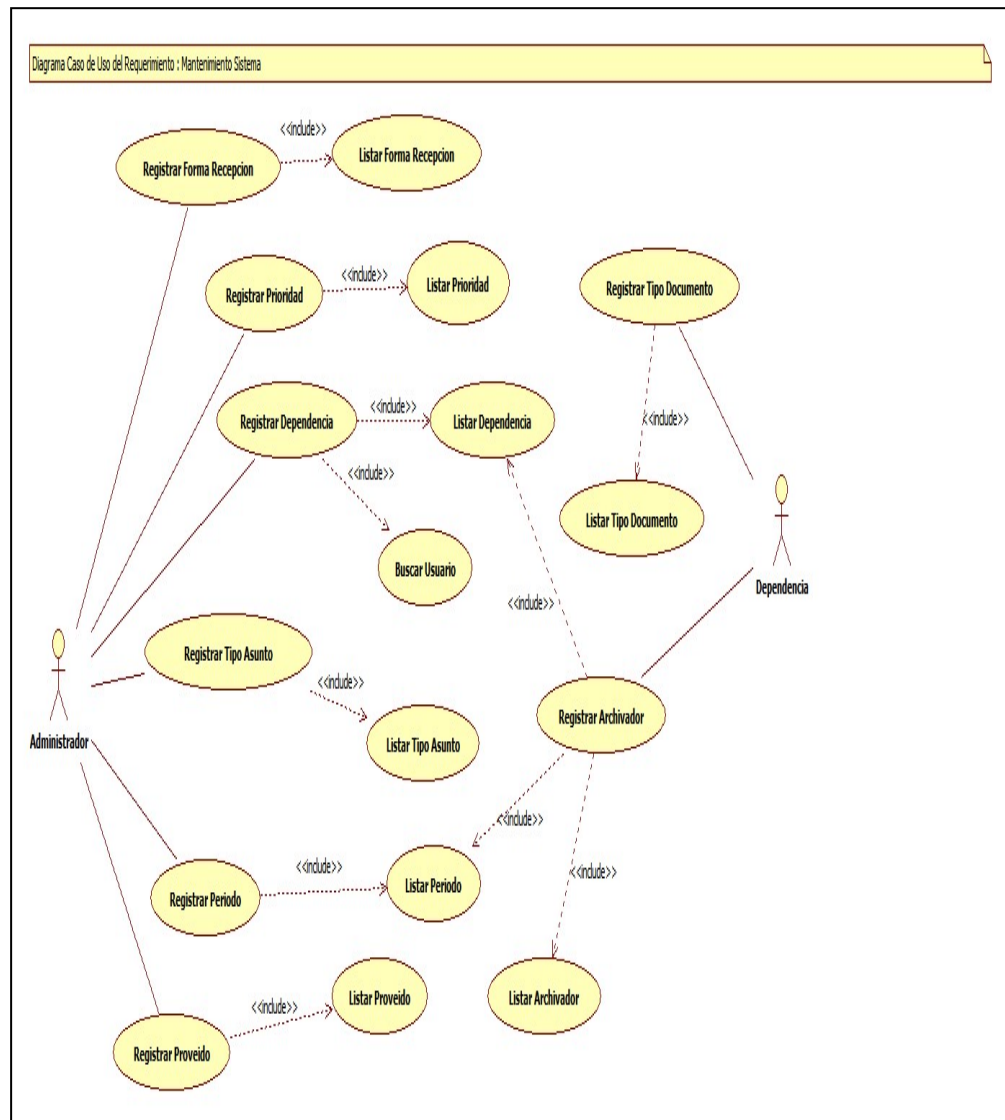 Diagrama Caso de Uso del Requerimiento : Mantenimiento Sistema
<<include>>
Registrar Forma Recepcion
Listar Forma Recepcion
<<include>>
Registrar Prioridad
Listar Prioridad
Registrar Tipo Documento
<<include>>
Registrar Dependencia
Listar Dependencia
<<include>>
<<include>>
Listar Tipo Documento
Buscar Usuario
Dependencia
<<include>>
Registrar Tipo Asunto
<<include>>
Registrar Archivador
Administrador
Listar Tipo Asunto
<<include>>
<<include>>
<<include>>
Registrar Periodo
Listar Periodo
Listar Proveido
Listar Archivador
<<include>>
Registrar Proveido